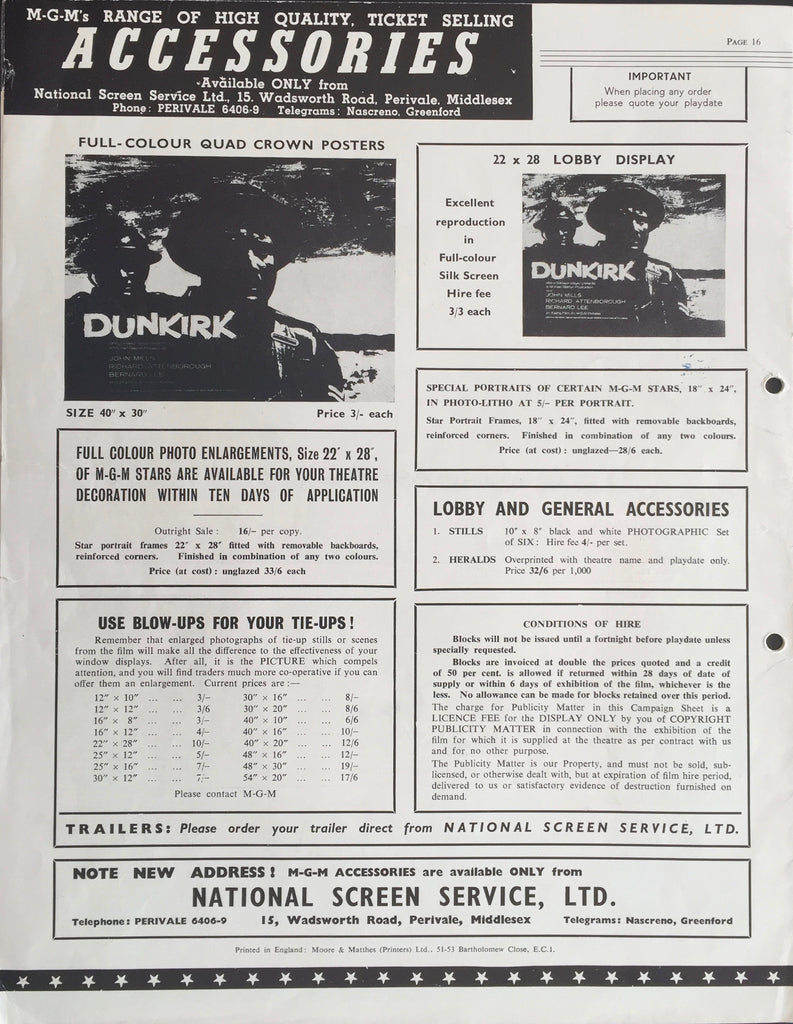 M-G-M's RANGE OF HIGH QUALITY, TICKET SELLING
ACCESSORIES
Available ONLY from
National Screen Service Ltd., 15, Wadsworth Road, Perivale, Middlesex
Phone: PERIVALE 6406-9 Telegrams: Nascreno, Greenford
PAGE 16
IMPORTANT
When placing any order
please quote your playdate
FULL-COLOUR QUAD CROWN POSTERS
DUNKIRK
JOHN MILLS
RICHARD ATTENBOROUGH
BERNARD LEE
SIZE 40" x 30" Price 3/- each
22 x 28 LOBBY DISPLAY
Excellent
reproduction
in
Full-colour
Silk Screen
Hire fee
3/3 each
DUNKIRK
JOHN MILLS
RICHARD ATTENBOROUGH
BERNARD LEE
SPECIAL PORTRAITS OF CERTAIN M-G-M STARS, 18" x 24",
IN PHOTO-LITHO AT 5/- PER PORTRAIT.
Star Portrait Frames, 18" x 24", fitted with removable backboards,
reinforced corners. Finished in combination of any two colours.
Price (at cost) : unglazed—28/6 each.
FULL COLOUR PHOTO ENLARGEMENTS, Size 22" x 28",
OF M-G-M STARS ARE AVAILABLE FOR YOUR THEATRE
DECORATION WITHIN TEN DAYS OF APPLICATION
Outright Sale : 16/- per copy.
Star portrait frames 22" x 28" fitted with removable backboards,
reinforced corners. Finished in combination of any two colours.
Price (at cost) : unglazed 33/6 each
LOBBY AND GENERAL ACCESSORIES
1. STILLS 10" x 8" black and white PHOTOGRAPHIC Set
of SIX : Hire fee 4/- per set.
2. HERALDS Overprinted with theatre name and playdate only.
Price 32/6 per 1,000
USE BLOW-UPS FOR YOUR TIE-UPS !
Remember that enlarged photographs of tie-up stills or scenes
from the film will make all the difference to the effectiveness of your
window displays. After all, it is the PICTURE which compels
attention, and you will find traders much more co-operative if you can
offer them an enlargement. Current prices are :—
12" × 10" ... ... 3/- 30" × 16" ... ... 8/-
12" × 12" ... ... 3/6 30" × 20" ... ... 8/6
16" × 8" ... ... 3/- 40" × 10" ... ... 6/6
16" × 12" ... ... 4/- 40" × 16" ... ... 10/-
22" × 28" ... ... 10/- 40" × 20" ... ... 12/6
25" × 12" ... ... 5/- 48" × 16" ... ... 12/-
25" × 16" ... ... 7/- 48" × 30" ... ... 19/-
30" × 12" ... ... 7/- 54" × 20" ... ... 17/6
Please contact M-G-M
CONDITIONS OF HIRE
Blocks will not be issued until a fortnight before playdate unless
specially requested.
Blocks are invoiced at double the prices quoted and a credit
of 50 per cent. is allowed if returned within 28 days of date of
supply or within 6 days of exhibition of the film, whichever is the
less. No allowance can be made for blocks retained over this period.
The charge for Publicity Matter in this Campaign Sheet is a
LICENCE FEE for the DISPLAY ONLY by you of COPYRIGHT
PUBLICITY MATTER in connection with the exhibition of the
film for which it is supplied at the theatre as per contract with us
and for no other purpose.
The Publicity Matter is our Property, and must not be sold, sub-
licensed, or otherwise dealt with, but at expiration of film hire period,
delivered to us or satisfactory evidence of destruction furnished on
demand.
TRAILERS: Please order your trailer direct from NATIONAL SCREEN SERVICE, LTD.
NOTE NEW ADDRESS ! M-G-M ACCESSORIES are available ONLY from
NATIONAL SCREEN SERVICE, LTD.
Telephone: PERIVALE 6406-9 15, Wadsworth Road, Perivale, Middlesex Telegrams: Nascreno, Greenford
Printed in England: Moore & Matthes (Printers) Ltd., 51-53 Bartholomew Close, E.C.1.